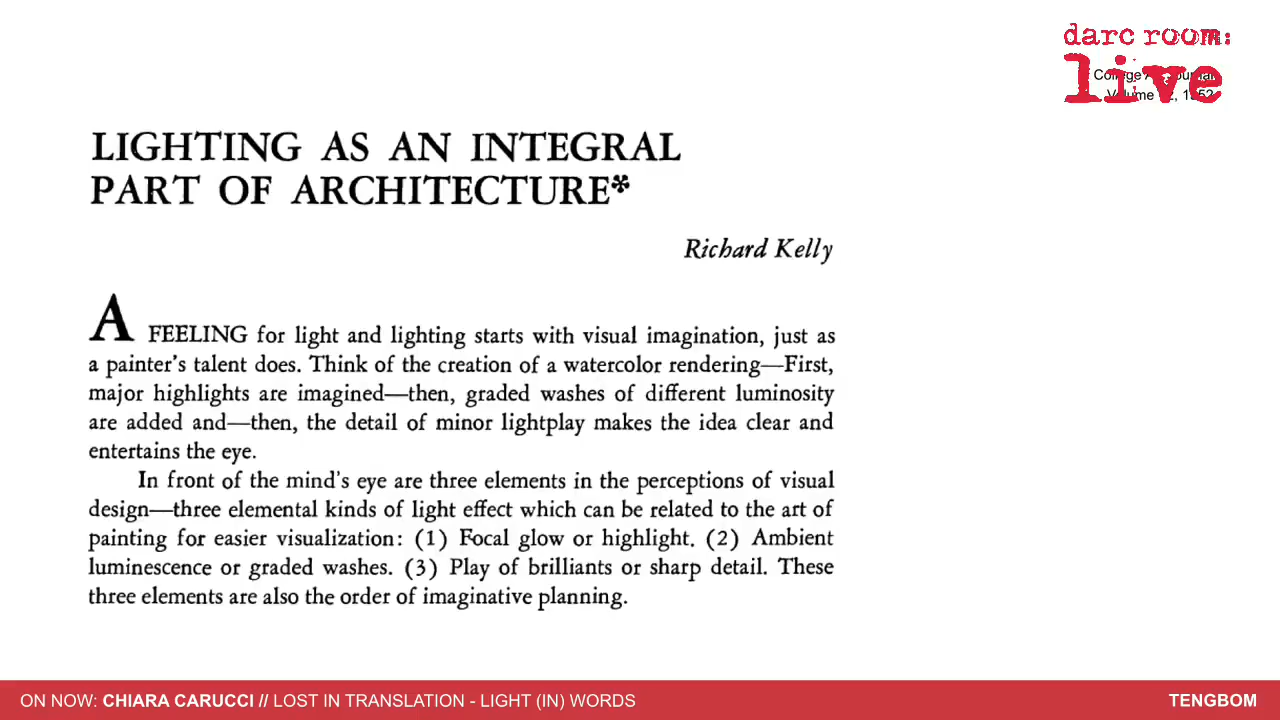 darc room:
live
College
Volume
LIGHTING AS AN INTEGRAL
PART OF ARCHITECTURE*
Richard Kelly
A FEELING for light and lighting starts with visual imagination, just as
a painter's talent does. Think of the creation of a watercolor rendering—First,
major highlights are imagined—then, graded washes of different luminosity
are added and—then, the detail of minor lightplay makes the idea clear and
entertains the eye.
In front of the mind's eye are three elements in the perceptions of visual
design—three elemental kinds of light effect which can be related to the art of
painting for easier visualization: (1) Focal glow or highlight. (2) Ambient
luminescence or graded washes. (3) Play of brilliants or sharp detail. These
three elements are also the order of imaginative planning.
ON NOW: CHIARA CARUCCI // LOST IN TRANSLATION - LIGHT (IN) WORDS
TENGBOM